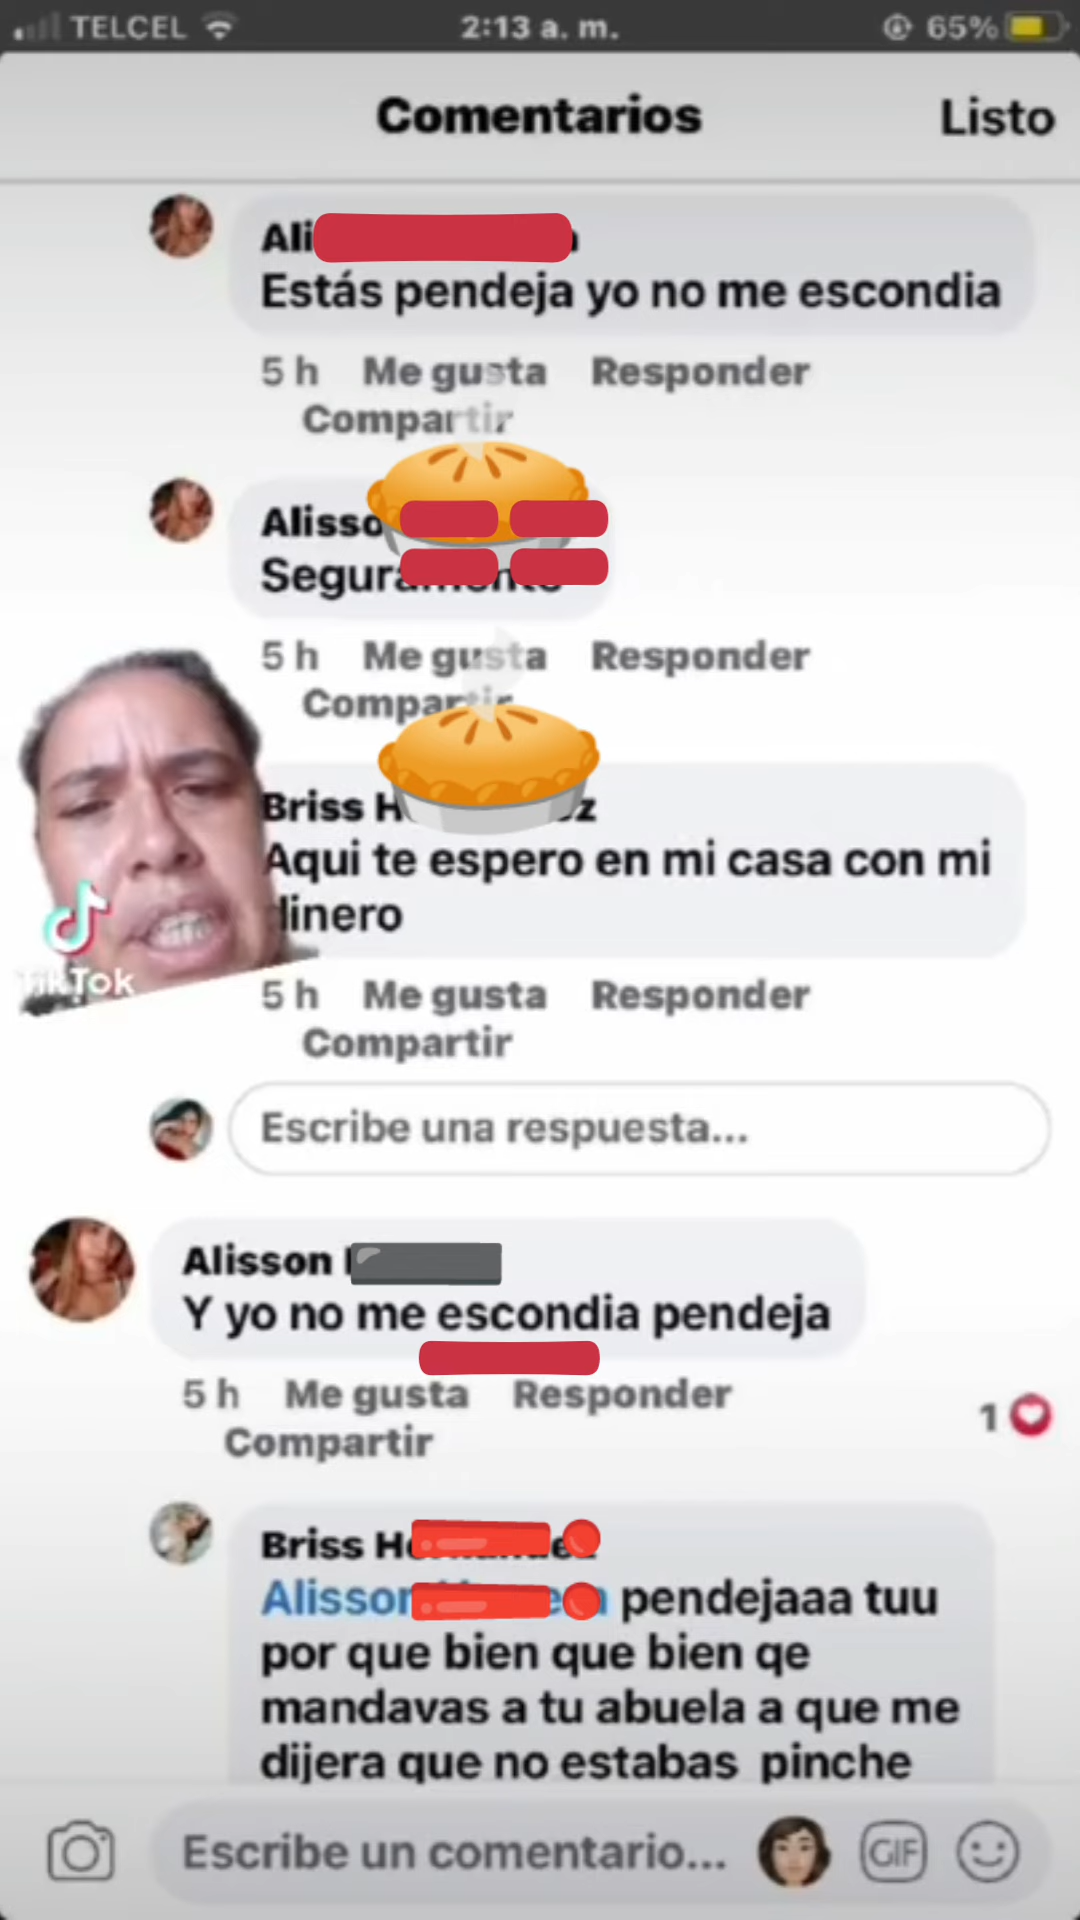 TELCEL 2:13 a. m. 65%
Comentarios Listo
Ali
Estás pendeja yo no me escondia
5 h Me gusta Responder
Compartir
5 h Me gusta Responder
Compartir
Briss
Aqui te espero en mi casa con mi
dinero
TikTok
5 h Me gusta Responder
Compartir
Escribe una respuesta...
Alisson
Y yo no me escondia pendeja
5 h Me gusta Responder
Compartir
1
Briss
pendejaaa tuu
por que bien que bien qe
mandavas a tu abuela a que me
dijera que no estabas pinche
Escribe un comentario... GIF